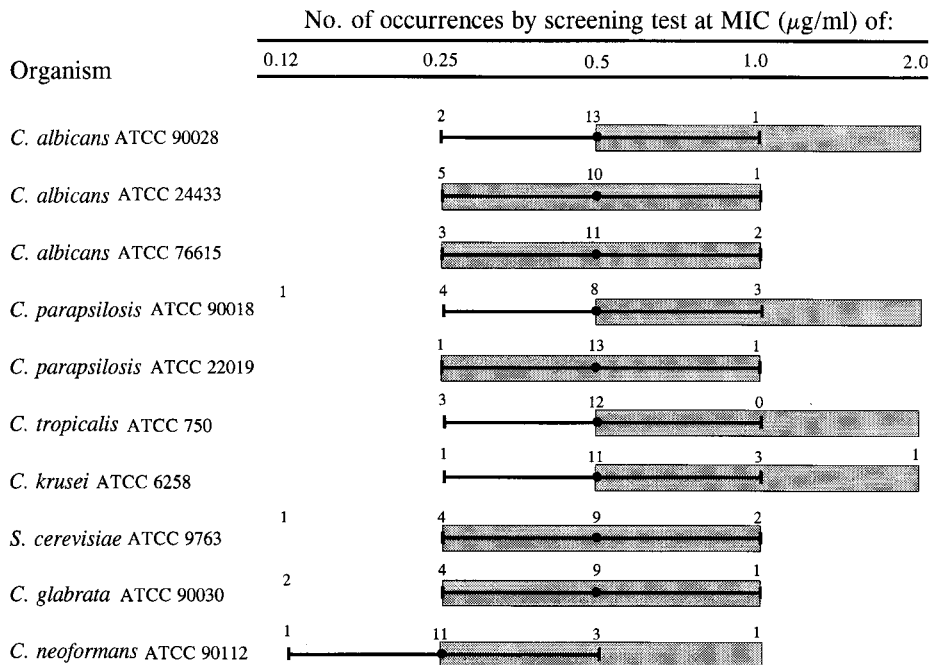 No. of occurrences by screening test at MIC (μg/ml) of:
Organism
0.12 0.25 0.5 1.0 2.0
2 13 1
C. albicans ATCC 90028
5 10 1
C. albicans ATCC 24433
3 11 2
C. albicans ATCC 76615
1 4 8 3
C. parapsilosis ATCC 90018
1 13 1
C. parapsilosis ATCC 22019
3 12 0
C. tropicalis ATCC 750
1 11 3 1
C. krusei ATCC 6258
1 4 9 2
S. cerevisiae ATCC 9763
2 4 9 1
C. glabrata ATCC 90030
1 11 3 1
C. neoformans ATCC 90112